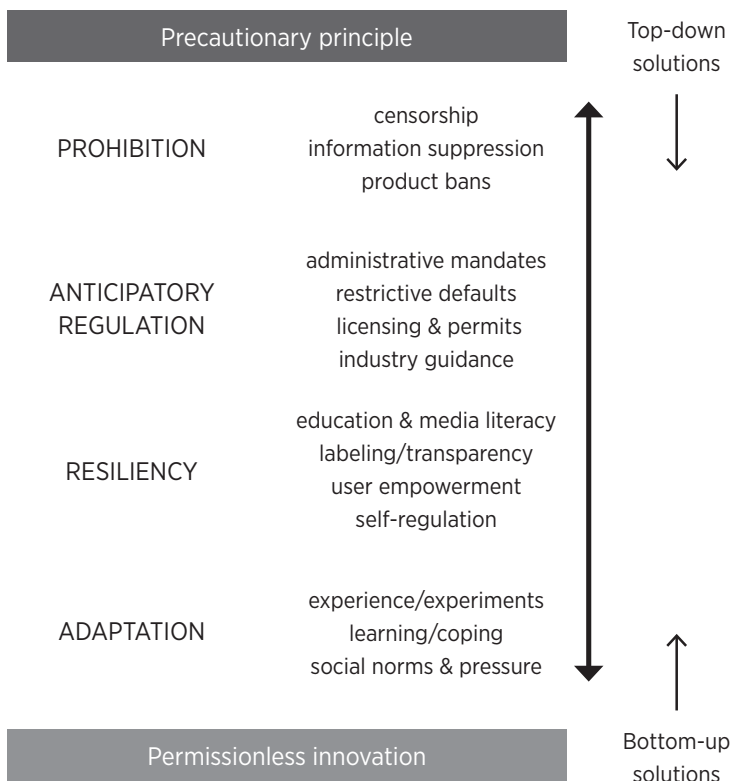 Precautionary principle
Top-down
solutions
PROHIBITION
censorship
information suppression
product bans
ANTICIPATORY
REGULATION
administrative mandates
restrictive defaults
licensing & permits
industry guidance
RESILIENCY
education & media literacy
labeling/transparency
user empowerment
self-regulation
ADAPTATION
experience/experiments
learning/coping
social norms & pressure
Permissionless innovation
Bottom-up
solutions